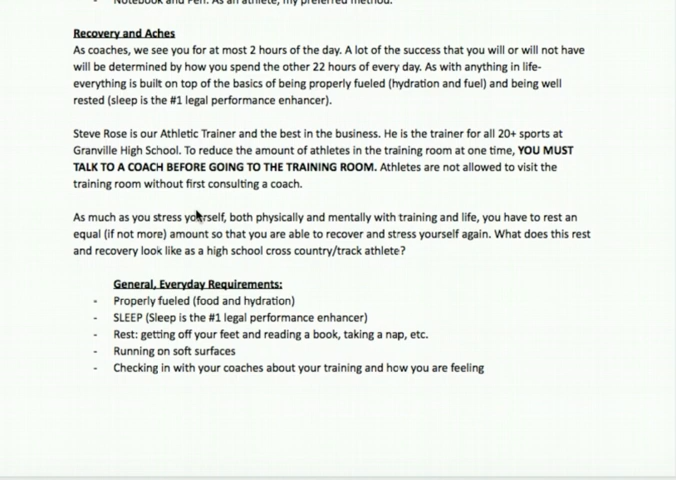 - Notebook and Pen. As an athlete, my preferred method.
Recovery and Aches
As coaches, we see you for at most 2 hours of the day. A lot of the success that you will or will not have
will be determined by how you spend the other 22 hours of every day. As with anything in life-
everything is built on top of the basics of being properly fueled (hydration and fuel) and being well
rested (sleep is the #1 legal performance enhancer).
Steve Rose is our Athletic Trainer and the best in the business. He is the trainer for all 20+ sports at
Granville High School. To reduce the amount of athletes in the training room at one time, YOU MUST
TALK TO A COACH BEFORE GOING TO THE TRAINING ROOM. Athletes are not allowed to visit the
training room without first consulting a coach.
As much as you stress yourself, both physically and mentally with training and life, you have to rest an
equal (if not more) amount so that you are able to recover and stress yourself again. What does this rest
and recovery look like as a high school cross country/track athlete?
General, Everyday Requirements:
- Properly fueled (food and hydration)
- SLEEP (Sleep is the #1 legal performance enhancer)
- Rest: getting off your feet and reading a book, taking a nap, etc.
- Running on soft surfaces
- Checking in with your coaches about your training and how you are feeling